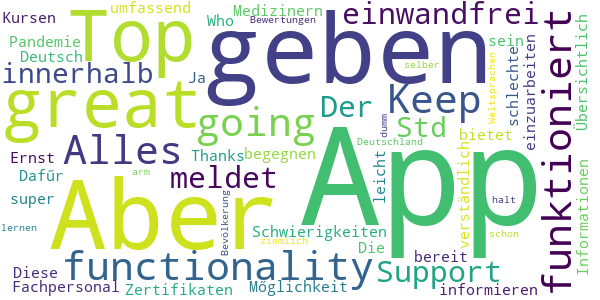 Kursen
umfassend
Top
Who
Medizinern
Bewertungen
einwandfrei
Pandemie
Deutsch
geben
sein
innerhalb
Ja
selber
great
Keep
Weltsprachen
schlechter
einzuarbeiten
funktioniert
Übersichtlich
going
Der
Std
dumm
Alles
App
Ernst
Thanks
begegnen
Deutschland
bietet
Dafür
Aber
meldet
leicht
verständlich
Informationen
super
arm
Bevölkerung
halt
lernen
Schwierigkeiten
Die
schon
functionality
ziemlich
bereit
Diese
Support
Fachpersonal
Zertifikaten
Möglichkeit
informieren